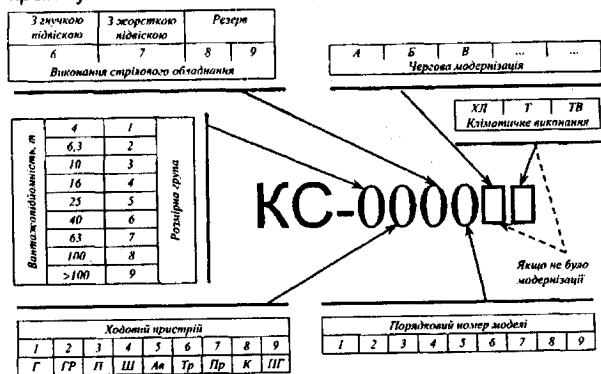 З гнучкою підвіскою З жорсткою підвіскою Резерв
6 7 8 9
Виконання стрілового обладнання
А Б В ... ...
Чергова модернізація
ХЛ Т ТВ
Кліматичне виконання
Вантажопідйомність, т
4 1
6,3 2
10 3
16 4
25 5
40 6
63 7
100 8
>100 9
Розмірна група
КС-0000
Якщо не було
модернізації
Ходовий пристрій
1 2 3 4 5 6 7 8 9
Г ГР П Ш Ав Тр Пр К ПГ
Порядковий номер моделі
1 2 3 4 5 6 7 8 9